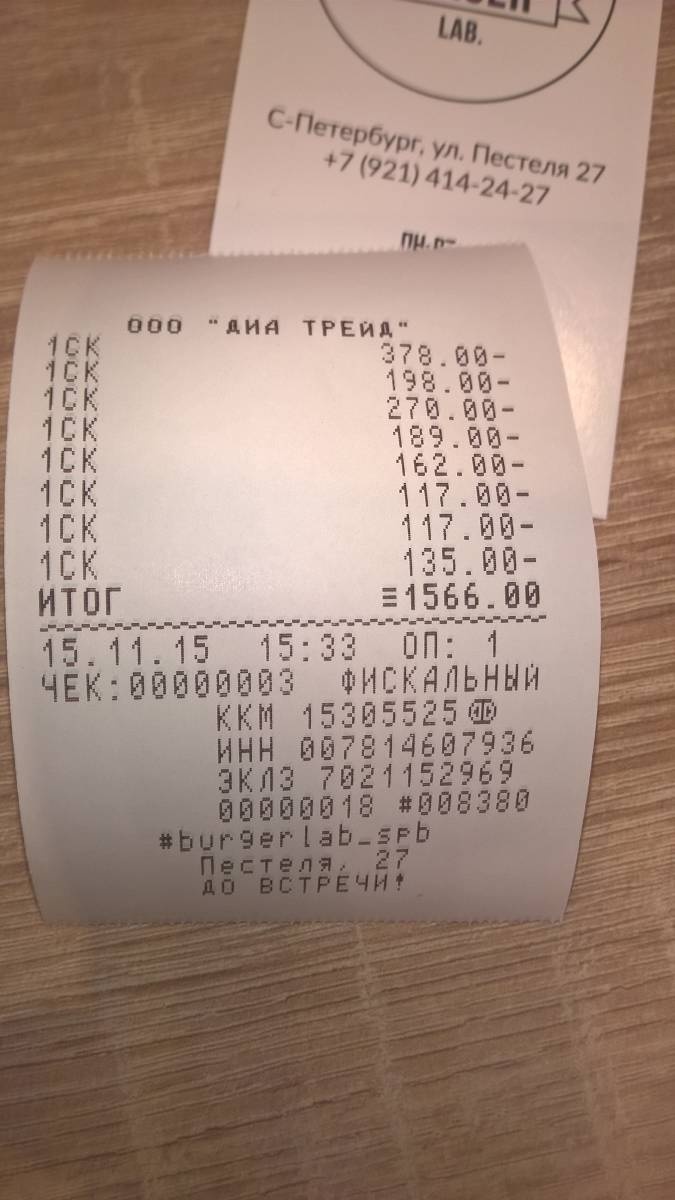 LAB.
С-Петербург, ул. Пестеля 27
+7 (921) 414-24-27
ООО "ДИА ТРЕЙД"
1СК 378.00-
1СК 198.00-
1СК 270.00-
1СК 189.00-
1СК 162.00-
1СК 117.00-
1СК 117.00-
1СК 135.00-
ИТОГ ≡1566.00
15.11.15 15:33 ОП: 1
ЧЕК:00000003 ФИСКАЛЬНЫЙ
ККМ 15305525
ИНН 007814607936
ЭКЛЗ 7021152969
00000018 #008380
#burgerlab_spb
Пестеля, 27
ДО ВСТРЕЧИ!